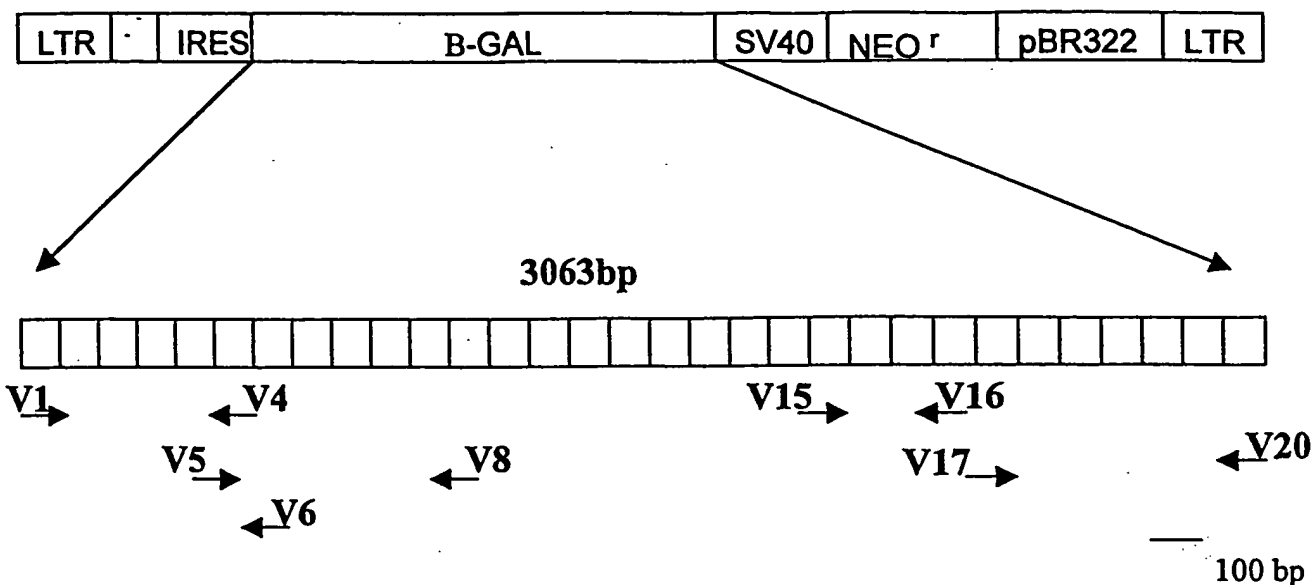 LTR IRES B-GAL SV40 NEO r pBR322 LTR
3063bp
V1 V4 V15 V16
V5 V8 V17 V20
V6
100 bp